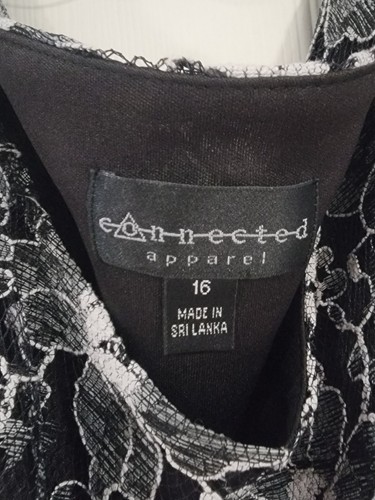 connected
apparel
16
MADE IN
SRI LANKA